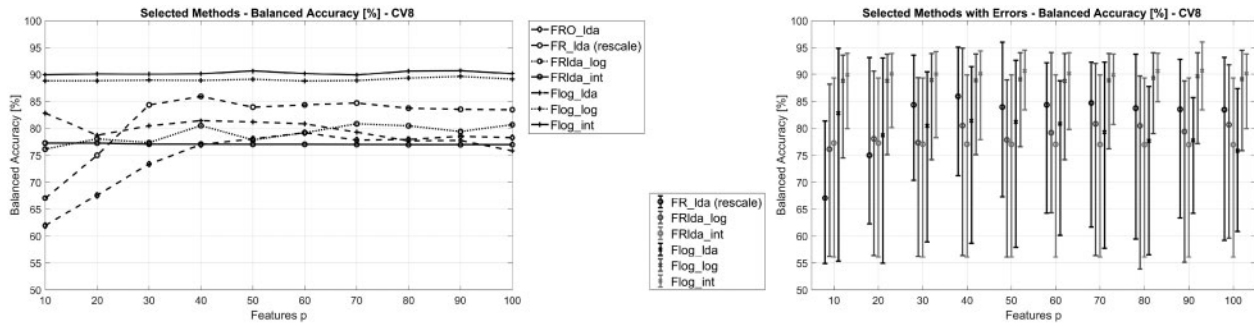 Selected Methods - Balanced Accuracy [%] - CV8
Balanced Accuracy [%]
100
95
90
85
80
75
70
65
60
55
50
10 20 30 40 50 60 70 80 90 100
Features p
FRO_lda
FR_lda (rescale)
FRlda_log
FRlda_int
Flog_lda
Flog_log
Flog_int
Selected Methods with Errors - Balanced Accuracy [%] - CV8
Balanced Accuracy [%]
100
95
90
85
80
75
70
65
60
55
50
10 20 30 40 50 60 70 80 90 100
Features p
FR_lda (rescale)
FRlda_log
FRlda_int
Flog_lda
Flog_log
Flog_int